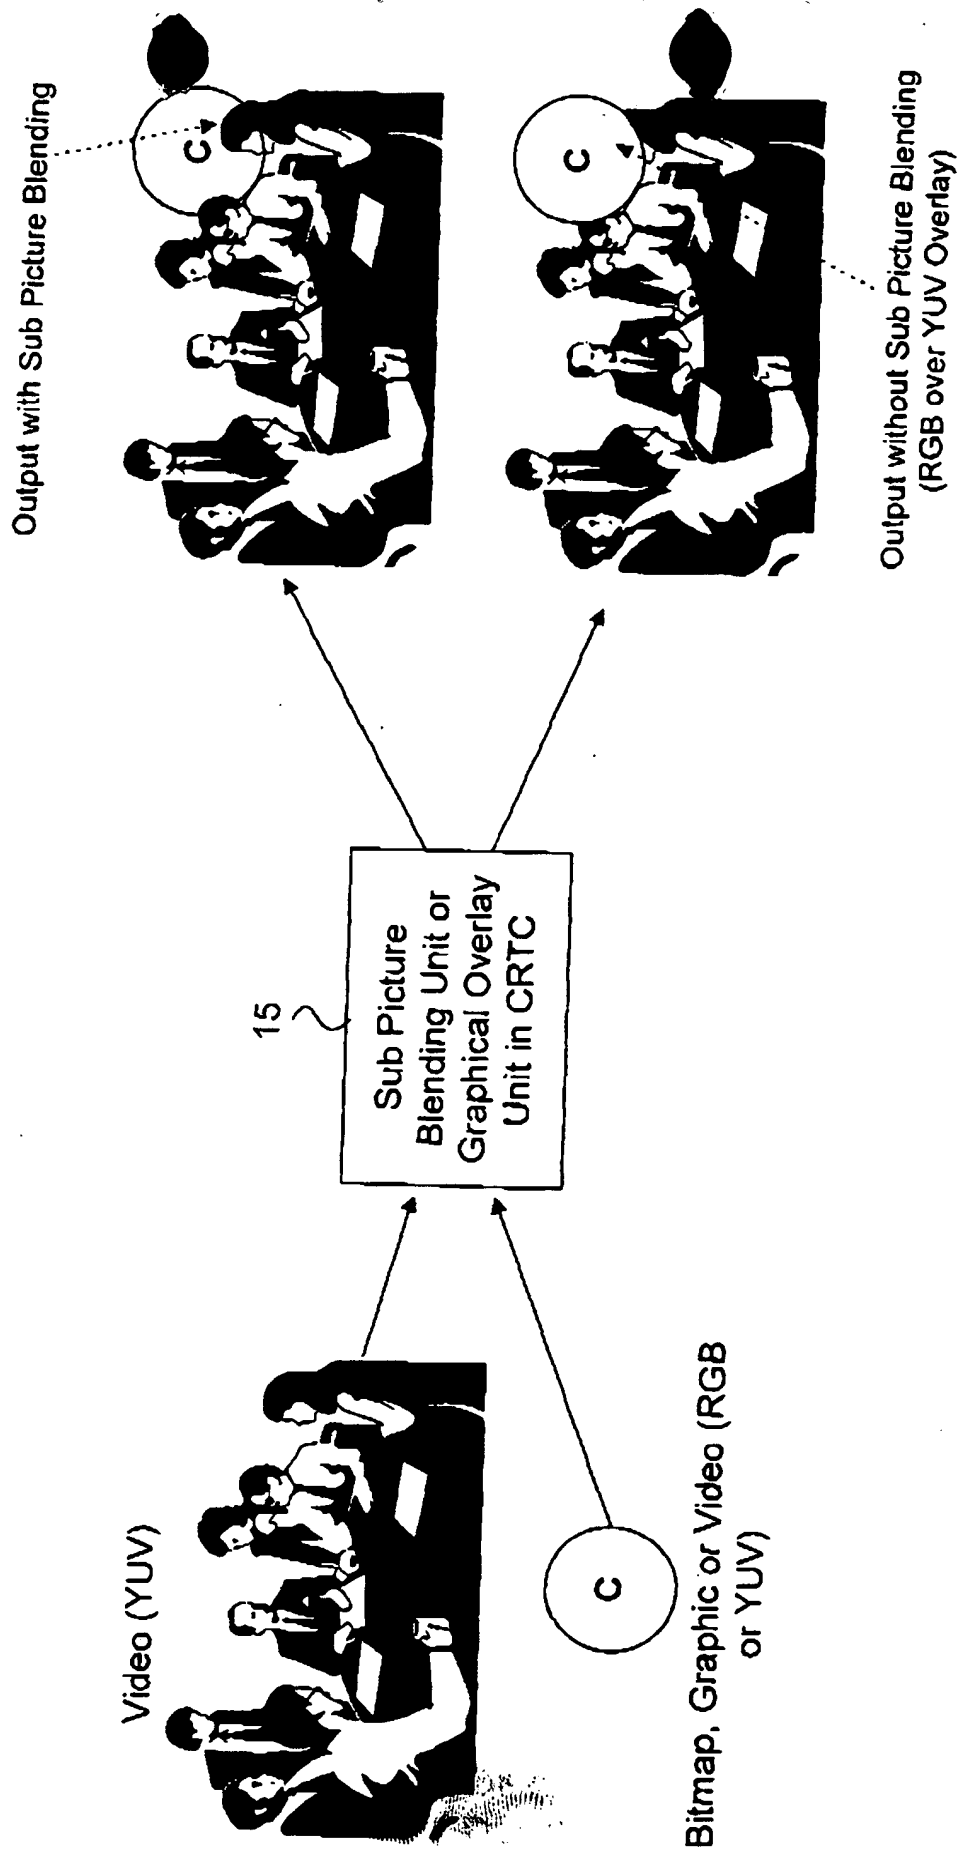 Video (YUV)
C
Bitmap, Graphic or Video (RGB
or YUV)
15
Sub Picture
Blending Unit or
Graphical Overlay
Unit in CRTC
Output with Sub Picture Blending
C
C
Output without Sub Picture Blending
(RGB over YUV Overlay)